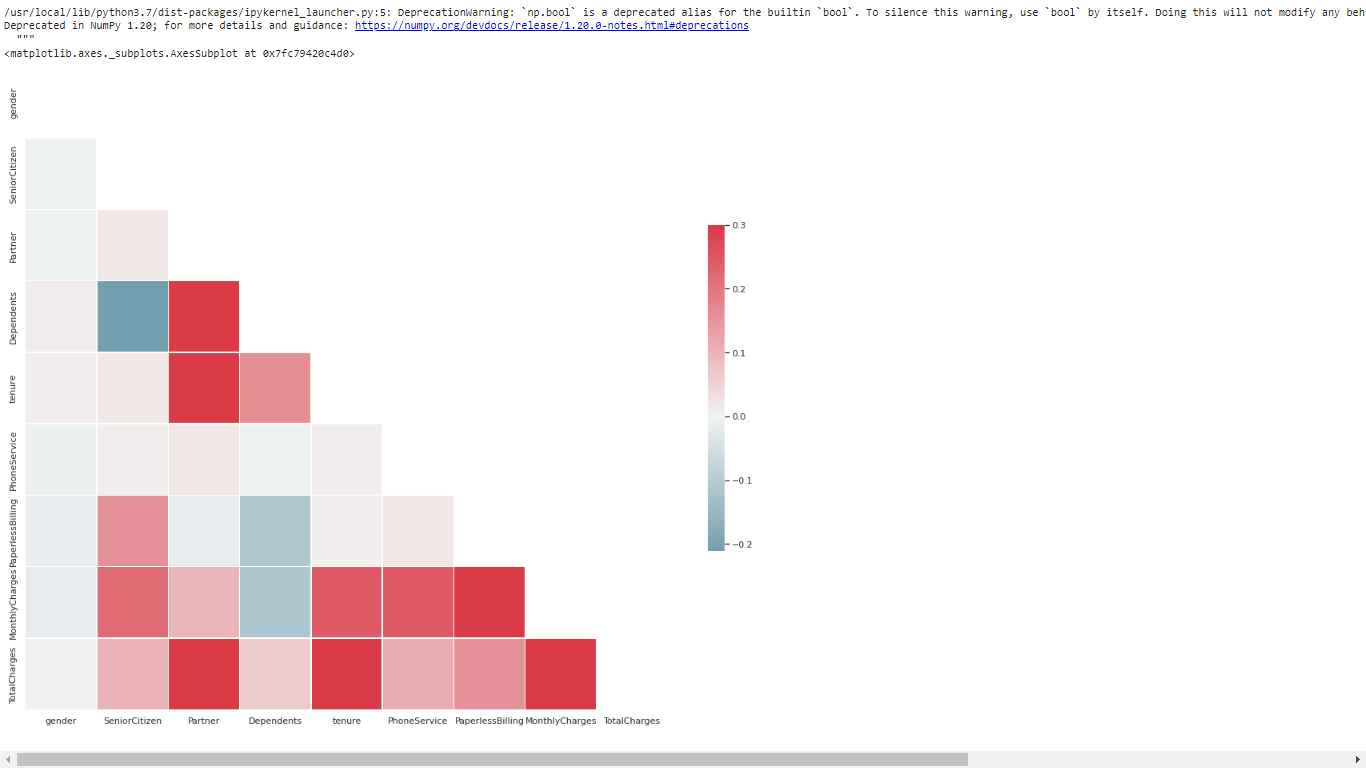 /usr/local/lib/python3.7/dist-packages/ipykernel_launcher.py:5: DeprecationWarning: `np.bool` is a deprecated alias for the builtin `bool`. To silence this warning, use `bool` by itself. Doing this will not modify any beh
Deprecated in NumPy 1.20; for more details and guidance: https://numpy.org/devdocs/release/1.20.0-notes.html#deprecations
"""
<matplotlib.axes._subplots.AxesSubplot at 0x7fc79420c4d0>
gender
SeniorCitizen
Partner
Dependents
tenure
PhoneService
PaperlessBilling
MonthlyCharges
TotalCharges
0.3
0.2
0.1
0.0
−0.1
−0.2
gender SeniorCitizen Partner Dependents tenure PhoneService PaperlessBilling MonthlyCharges TotalCharges